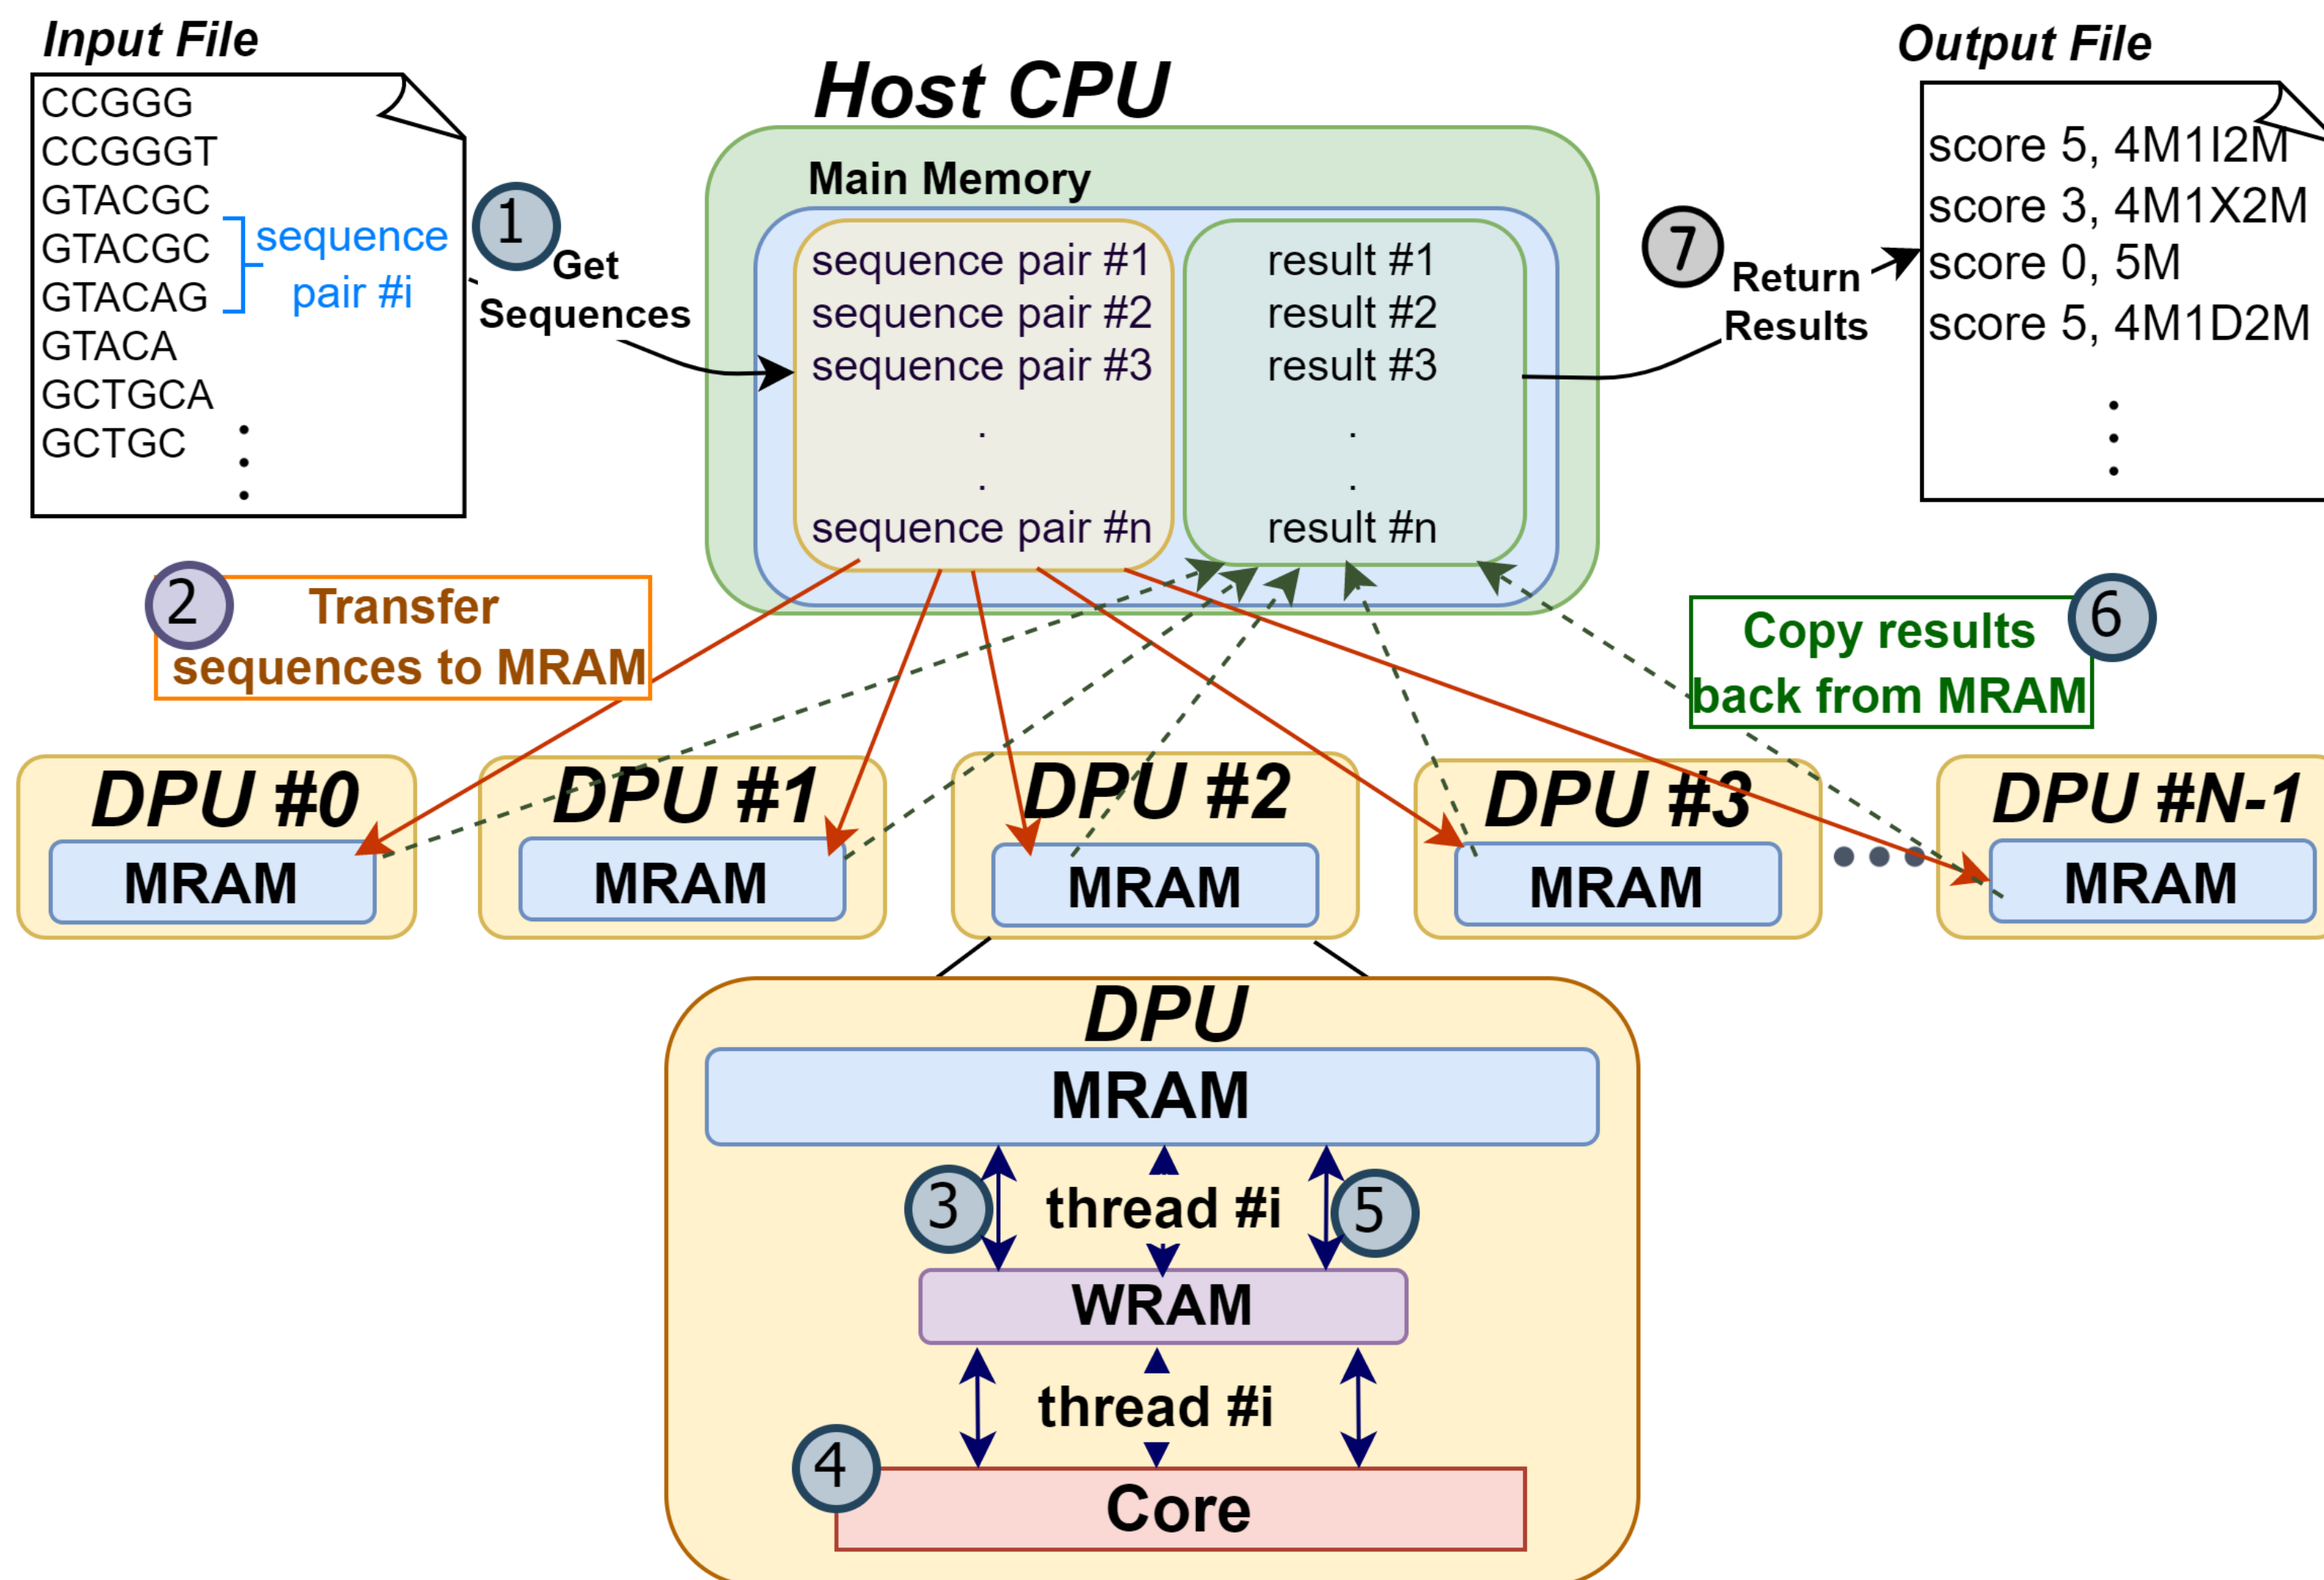 Input File
CCGGG
CCGGGT
GTACGC
GTACGC
GTACAG
GTACA
GCTGCA
GCTGC
sequence
pair #i
1
Get
Sequences
Host CPU
Main Memory
sequence pair #1
sequence pair #2
sequence pair #3
.
.
sequence pair #n
result #1
result #2
result #3
.
.
result #n
7
Return
Results
Output File
score 5, 4M1I2M
score 3, 4M1X2M
score 0, 5M
score 5, 4M1D2M
2
Transfer
sequences to MRAM
Copy results
back from MRAM
6
DPU #0
MRAM
DPU #1
MRAM
DPU #2
MRAM
DPU #3
MRAM
DPU #N-1
MRAM
DPU
MRAM
3
thread #i
5
WRAM
thread #i
4
Core